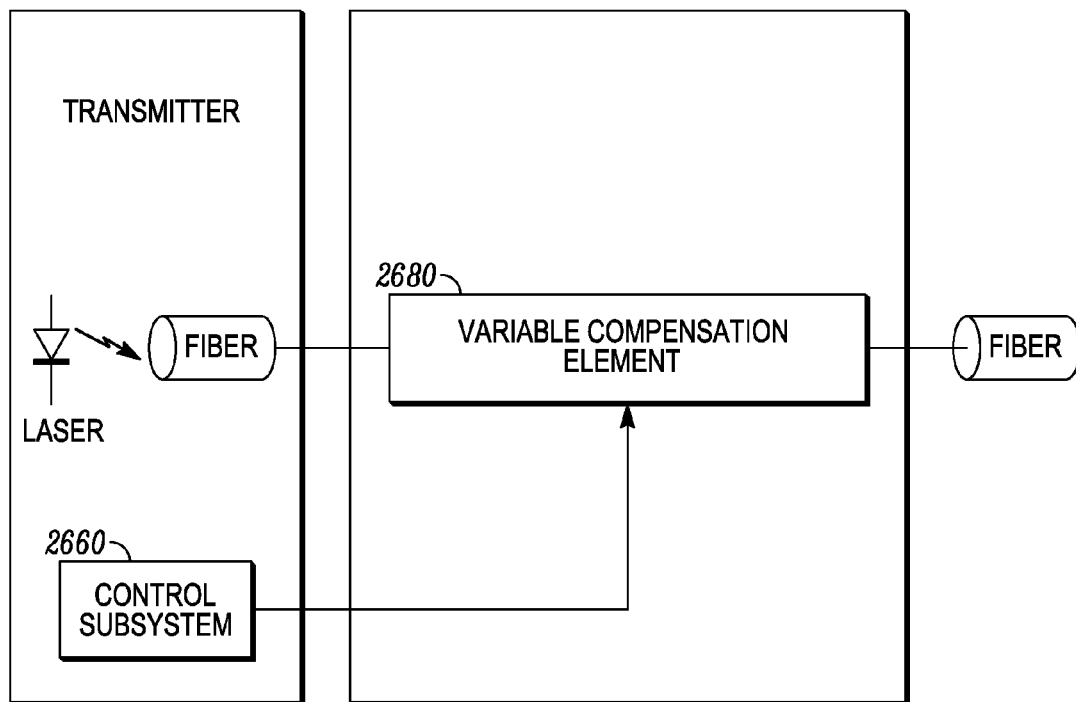 TRANSMITTER
2680
VARIABLE COMPENSATION
ELEMENT
FIBER
FIBER
LASER
2660
CONTROL
SUBSYSTEM